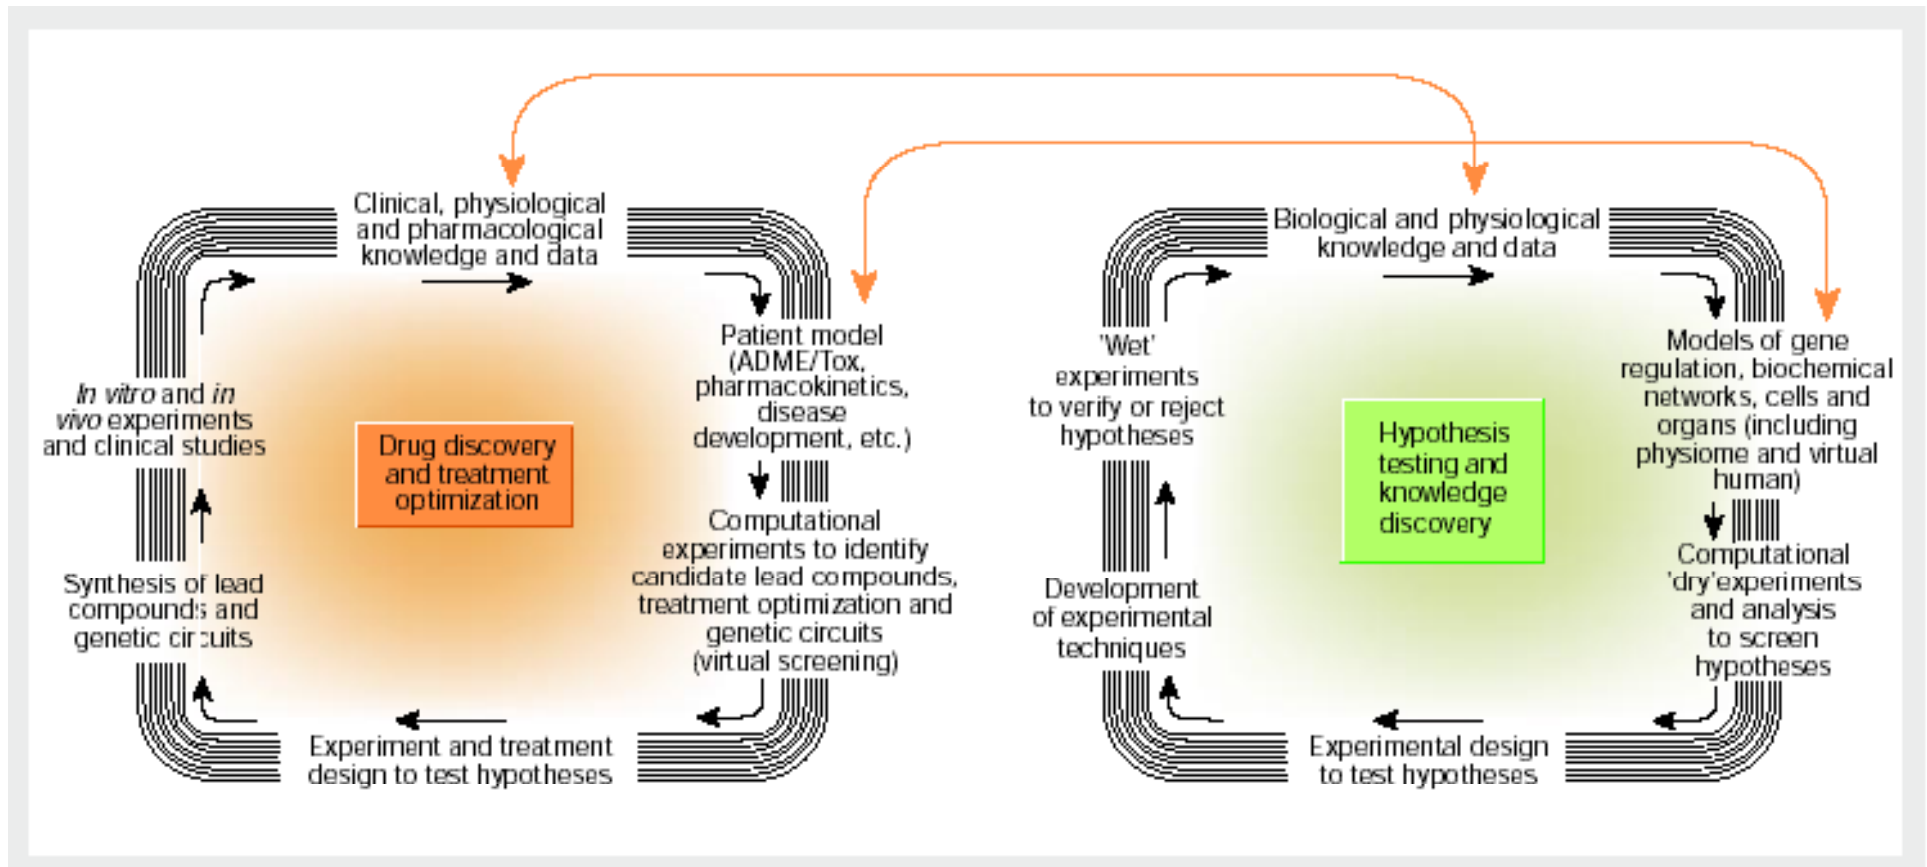 Clinical, physiological
and pharmacological
knowledge and data
Patient model
(ADME/Tox,
pharmacokinetics,
disease
development, etc.)
Computational
experiments to identify
candidate lead compounds,
treatment optimization and
genetic circuits
(virtual screening)
Experiment and treatment
design to test hypotheses
Synthesis of lead
compounds and
genetic circuits
In vitro and in
vivo experiments
and clinical studies
Drug discovery
and treatment
optimization
Biological and physiological
knowledge and data
Models of gene
regulation, biochemical
networks, cells and
organs (including
physiome and virtual
human)
Computational
'dry'experiments
and analysis
to screen
hypotheses
Experimental design
to test hypotheses
Development
of experimental
techniques
'Wet'
experiments
to verify or reject
hypotheses
Hypothesis
testing and
knowledge
discovery